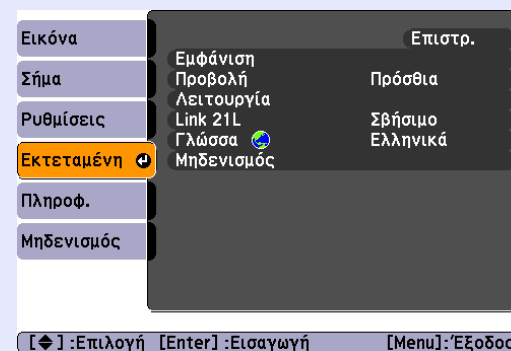 Εικόνα
Σήμα
Ρυθμίσεις
Εκτεταμένη
Πληροφ.
Μηδενισμός
Επιστρ.
Εμφάνιση
Προβολή Πρόσθια
Λειτουργία
Link 21L Σβήσιμο
Γλώσσα Ελληνικά
Μηδενισμός
[◆] :Επιλογή [Enter] :Εισαγωγή [Menu]:Έξοδος